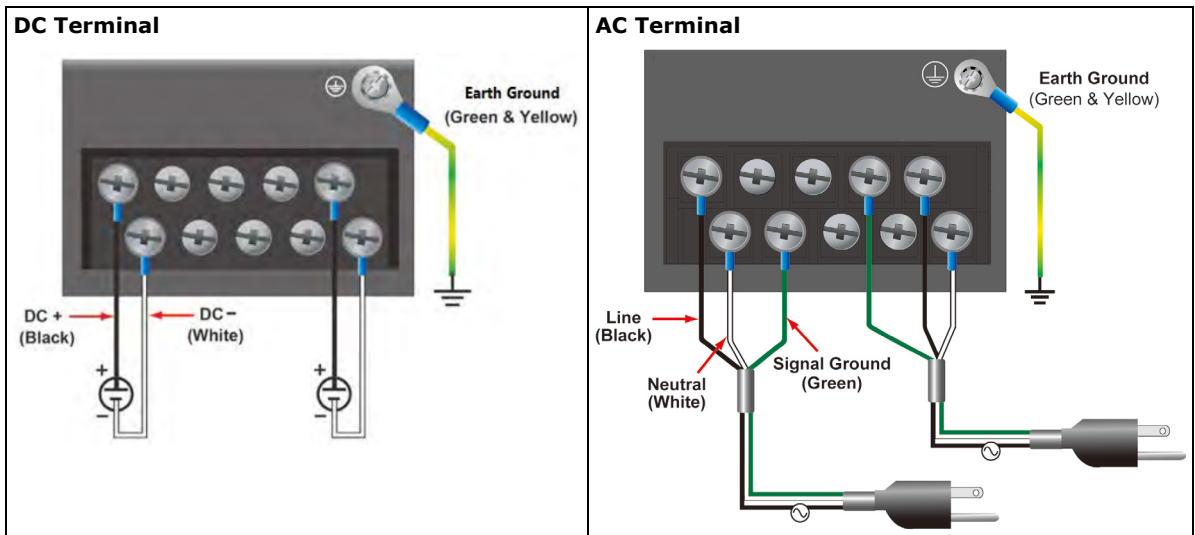 DC Terminal
Earth Ground
(Green & Yellow)
DC +
(Black)
DC –
(White)
+
–
+
–
AC Terminal
Earth Ground
(Green & Yellow)
Line
(Black)
Neutral
(White)
Signal Ground
(Green)